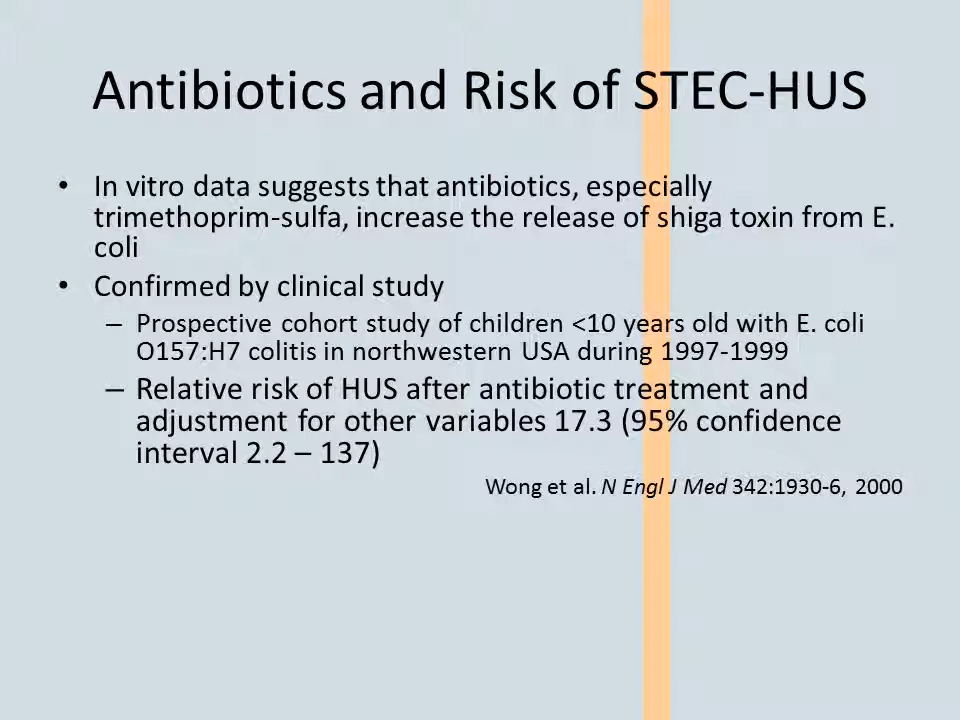 Antibiotics and Risk of STEC-HUS
• In vitro data suggests that antibiotics, especially
trimethoprim-sulfa, increase the release of shiga toxin from E.
coli
• Confirmed by clinical study
– Prospective cohort study of children <10 years old with E. coli
O157:H7 colitis in northwestern USA during 1997-1999
– Relative risk of HUS after antibiotic treatment and
adjustment for other variables 17.3 (95% confidence
interval 2.2 – 137)
Wong et al. N Engl J Med 342:1930-6, 2000